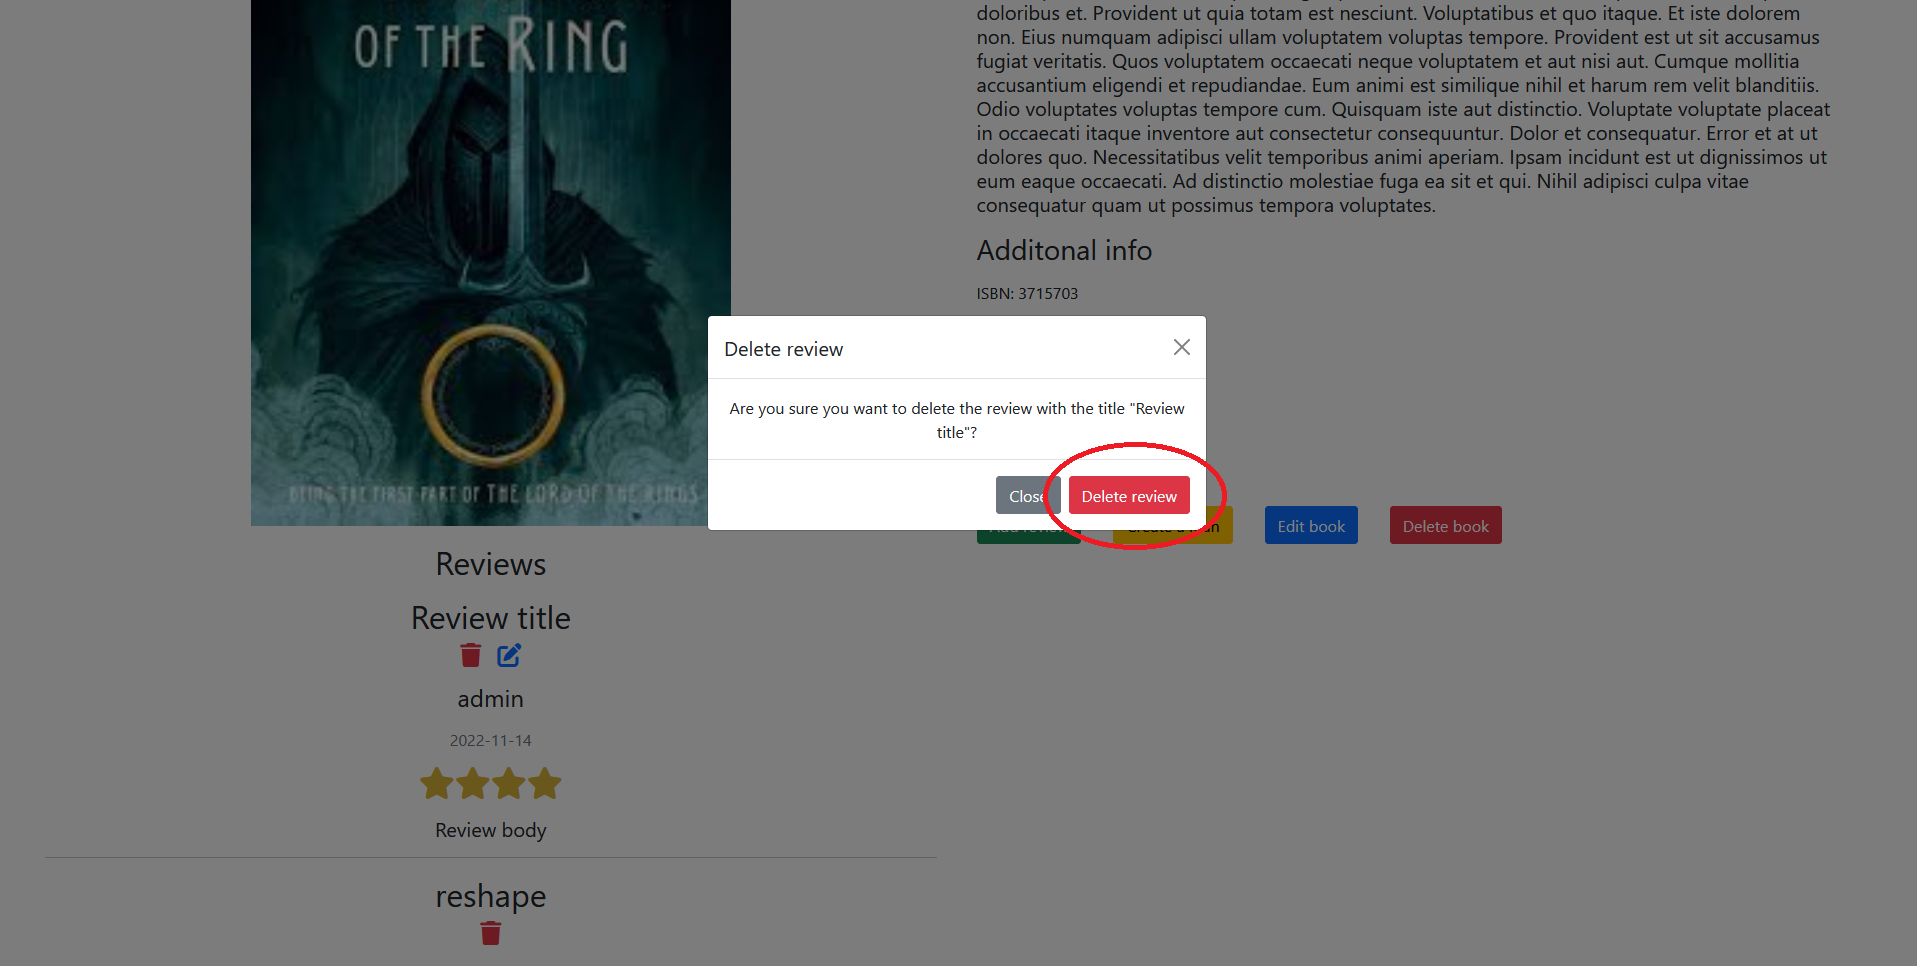 OF THE RING
BEING THE FIRST PART OF THE LORD OF THE RINGS
Reviews
Review title
admin
2022-11-14
Review body
reshape
doloribus et. Provident ut quia totam est nesciunt. Voluptatibus et quo itaque. Et iste dolorem
non. Eius numquam adipisci ullam voluptatem voluptas tempore. Provident est ut sit accusamus
fugiat veritatis. Quos voluptatem occaecati neque voluptatem et aut nisi aut. Cumque mollitia
accusantium eligendi et repudiandae. Eum animi est similique nihil et harum rem velit blanditiis.
Odio voluptates voluptas tempore cum. Quisquam iste aut distinctio. Voluptate voluptate placeat
in occaecati itaque inventore aut consectetur consequuntur. Dolor et consequatur. Error et at ut
dolores quo. Necessitatibus velit temporibus animi aperiam. Ipsam incidunt est ut dignissimos ut
eum eaque occaecati. Ad distinctio molestiae fuga ea sit et qui. Nihil adipisci culpa vitae
consequatur quam ut possimus tempora voluptates.
Additonal info
ISBN: 3715703
Delete review
Are you sure you want to delete the review with the title "Review
title"?
Close Delete review
Add review Create a Edit book Delete book